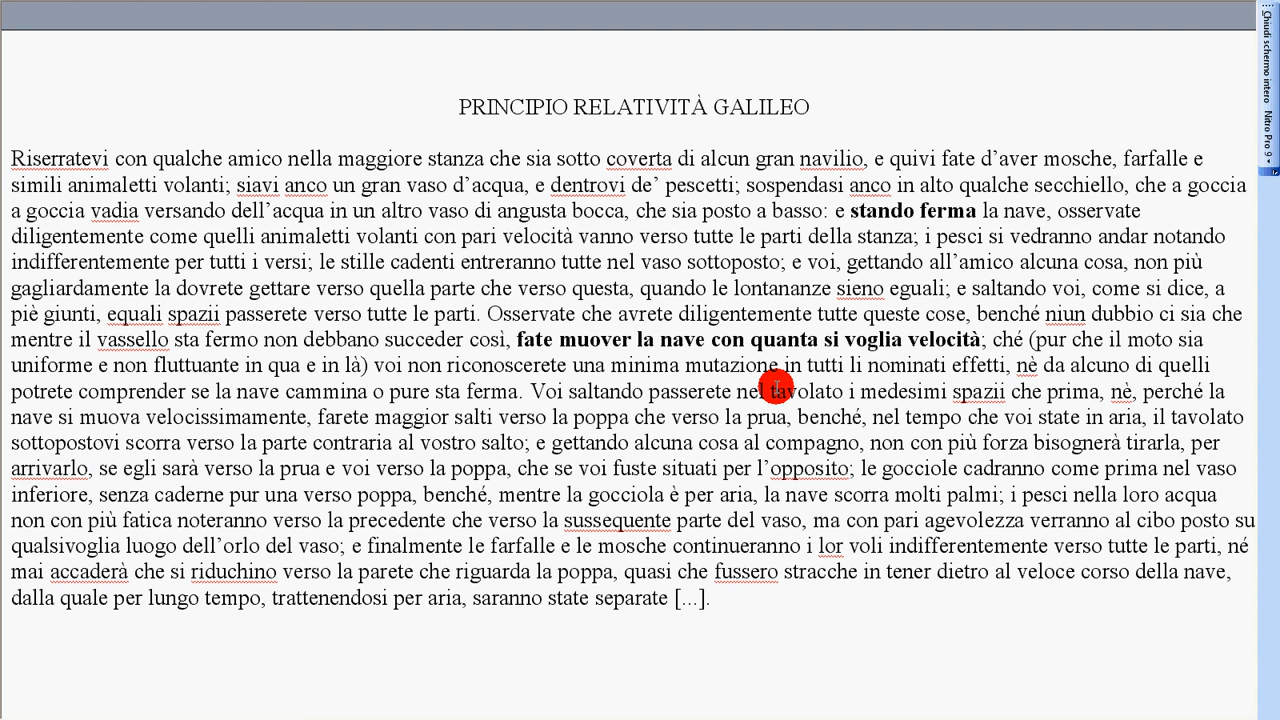 PRINCIPIO RELATIVITÀ GALILEO
Riserratevi con qualche amico nella maggiore stanza che sia sotto coverta di alcun gran navilio, e quivi fate d’aver mosche, farfalle e
simili animaletti volanti; siavi anco un gran vaso d’acqua, e dentrovi de’ pescetti; sospendasi anco in alto qualche secchiello, che a goccia
a goccia vadia versando dell’acqua in un altro vaso di angusta bocca, che sia posto a basso: e stando ferma la nave, osservate
diligentemente come quelli animaletti volanti con pari velocità vanno verso tutte le parti della stanza; i pesci si vedranno andar notando
indifferentemente per tutti i versi; le stille cadenti entreranno tutte nel vaso sottoposto; e voi, gettando all’amico alcuna cosa, non più
gagliardamente la dovrete gettare verso quella parte che verso questa, quando le lontananze sieno eguali; e saltando voi, come si dice, a
piè giunti, equali spazii passerete verso tutte le parti. Osservate che avrete diligentemente tutte queste cose, benché niun dubbio ci sia che
mentre il vassello sta fermo non debbano succeder così, fate muover la nave con quanta si voglia velocità; ché (pur che il moto sia
uniforme e non fluttuante in qua e in là) voi non riconoscerete una minima mutazione in tutti li nominati effetti, nè da alcuno di quelli
potrete comprender se la nave cammina o pure sta ferma. Voi saltando passerete nel tavolato i medesimi spazii che prima, nè, perché la
nave si muova velocissimamente, farete maggior salti verso la poppa che verso la prua, benché, nel tempo che voi state in aria, il tavolato
sottopostovi scorra verso la parte contraria al vostro salto; e gettando alcuna cosa al compagno, non con più forza bisognerà tirarla, per
arrivarlo, se egli sarà verso la prua e voi verso la poppa, che se voi fuste situati per l’opposito; le gocciole cadranno come prima nel vaso
inferiore, senza caderne pur una verso poppa, benché, mentre la gocciola è per aria, la nave scorra molti palmi; i pesci nella loro acqua
non con più fatica noteranno verso la precedente che verso la sussequente parte del vaso, ma con pari agevolezza verranno al cibo posto su
qualsivoglia luogo dell’orlo del vaso; e finalmente le farfalle e le mosche continueranno i lor voli indifferentemente verso tutte le parti, né
mai accaderà che si riduchino verso la parete che riguarda la poppa, quasi che fussero stracche in tener dietro al veloce corso della nave,
dalla quale per lungo tempo, trattenendosi per aria, saranno state separate [...].
Chiudi schermo intero Nitro Pro 9